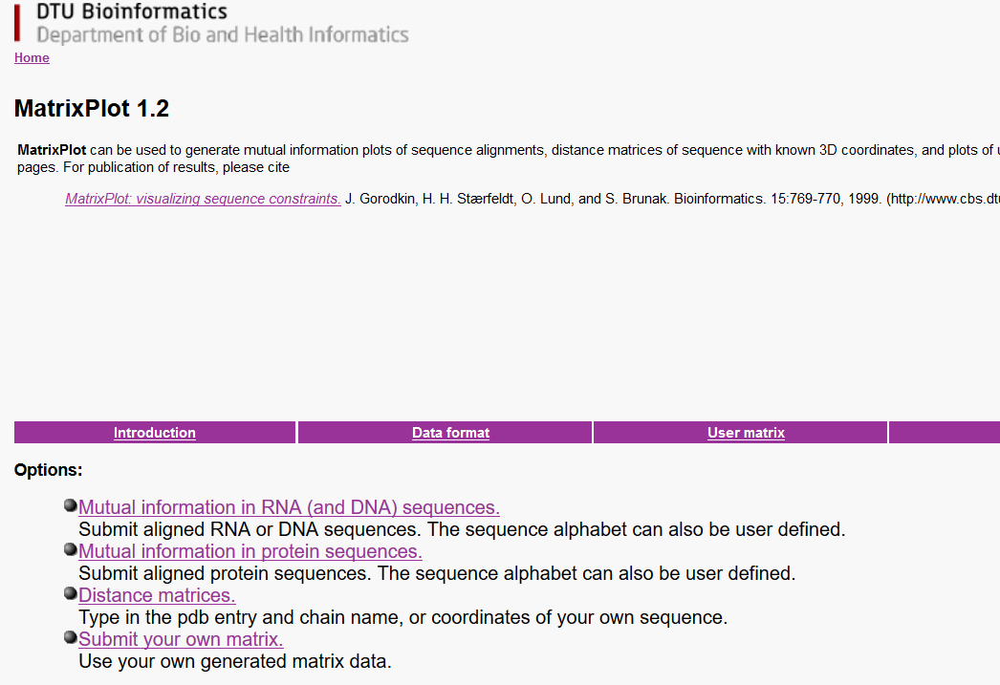 DTU Bioinformatics
Department of Bio and Health Informatics
Home
MatrixPlot 1.2
MatrixPlot can be used to generate mutual information plots of sequence alignments, distance matrices of sequence with known 3D coordinates, and plots of
pages. For publication of results, please cite
MatrixPlot: visualizing sequence constraints. J. Gorodkin, H. H. Stærfeldt, O. Lund, and S. Brunak. Bioinformatics. 15:769-770, 1999. (http://www.cbs.dtu
Introduction Data format User matrix
Options:
Mutual information in RNA (and DNA) sequences.
Submit aligned RNA or DNA sequences. The sequence alphabet can also be user defined.
Mutual information in protein sequences.
Submit aligned protein sequences. The sequence alphabet can also be user defined.
Distance matrices.
Type in the pdb entry and chain name, or coordinates of your own sequence.
Submit your own matrix.
Use your own generated matrix data.